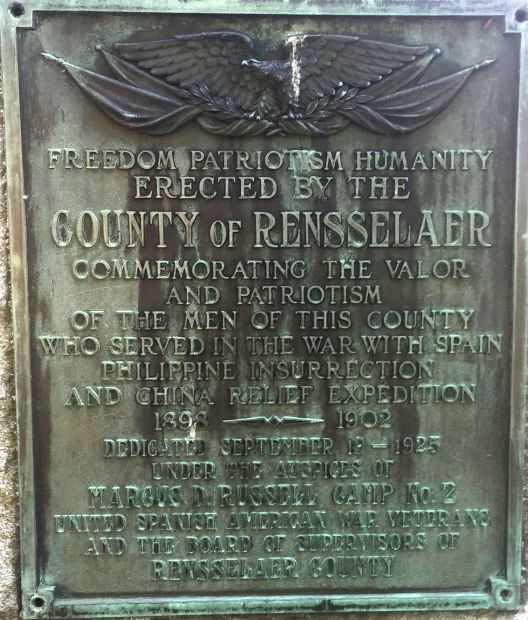 FREEDOM PATRIOTISM HUMANITY
ERECTED BY THE
COUNTY OF RENSSELAER
COMMEMORATING THE VALOR
AND PATRIOTISM
OF THE MEN OF THIS COUNTY
WHO SERVED IN THE WAR WITH SPAIN
PHILIPPINE INSURRECTION
AND CHINA RELIEF EXPEDITION
1898 — 1902
DEDICATED SEPTEMBER 19 – 1925
UNDER THE AUSPICES OF
MARCUS D. RUSSELL CAMP No. 2
UNITED SPANISH AMERICAN WAR VETERANS
AND THE BOARD OF SUPERVISORS OF
RENSSELAER COUNTY